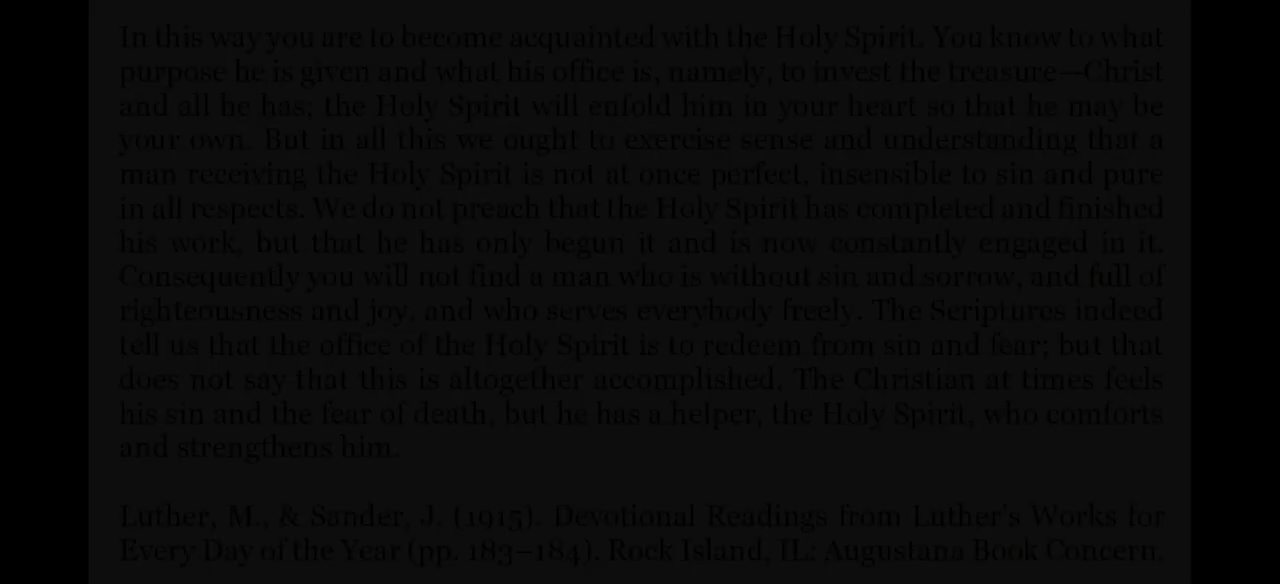 In this way you are to become acquainted with the Holy Spirit. You know to what
purpose he is given and what his office is, namely, to invest the treasure—Christ
and all he has; the Holy Spirit will enfold him in your heart so that he may be
your own. But in all this we ought to exercise sense and understanding that a
man receiving the Holy Spirit is not at once perfect, insensible to sin and pure
in all respects. We do not preach that the Holy Spirit has completed and finished
his work, but that he has only begun it and is now constantly engaged in it.
Consequently you will not find a man who is without sin and sorrow, and full of
righteousness and joy, and who serves everybody freely. The Scriptures indeed
tell us that the office of the Holy Spirit is to redeem from sin and fear; but that
does not say that this is altogether accomplished. The Christian at times feels
his sin and the fear of death, but he has a helper, the Holy Spirit, who comforts
and strengthens him.
Luther, M., & Sander, J. (1915). Devotional Readings from Luther's Works for
Every Day of the Year (pp. 183–184). Rock Island, IL: Augustana Book Concern.